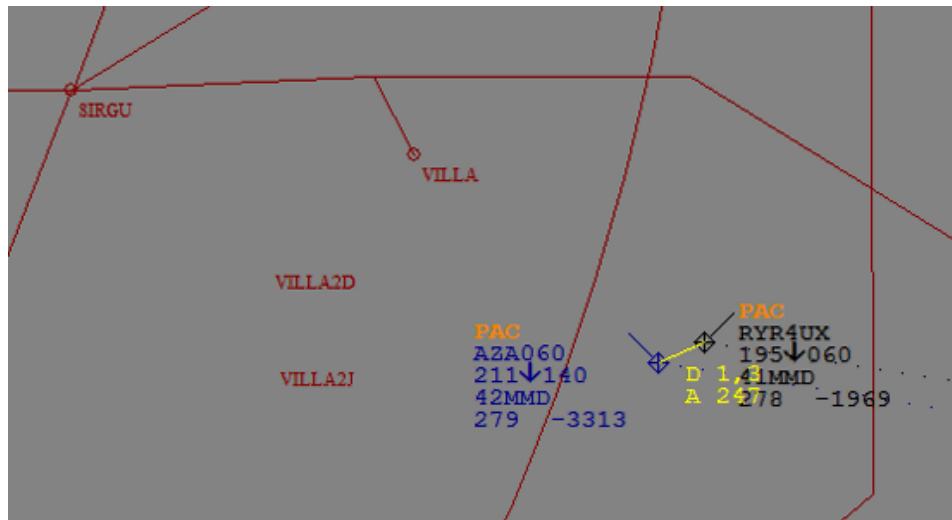 SIRGU
VILLA
VILLA2D
VILLA2J
PAC
AZA060
211↓140
42MMD
279 -3313
D 1,3
A 247
PAC
RYR4UX
195↓060
41MMD
278 -1969